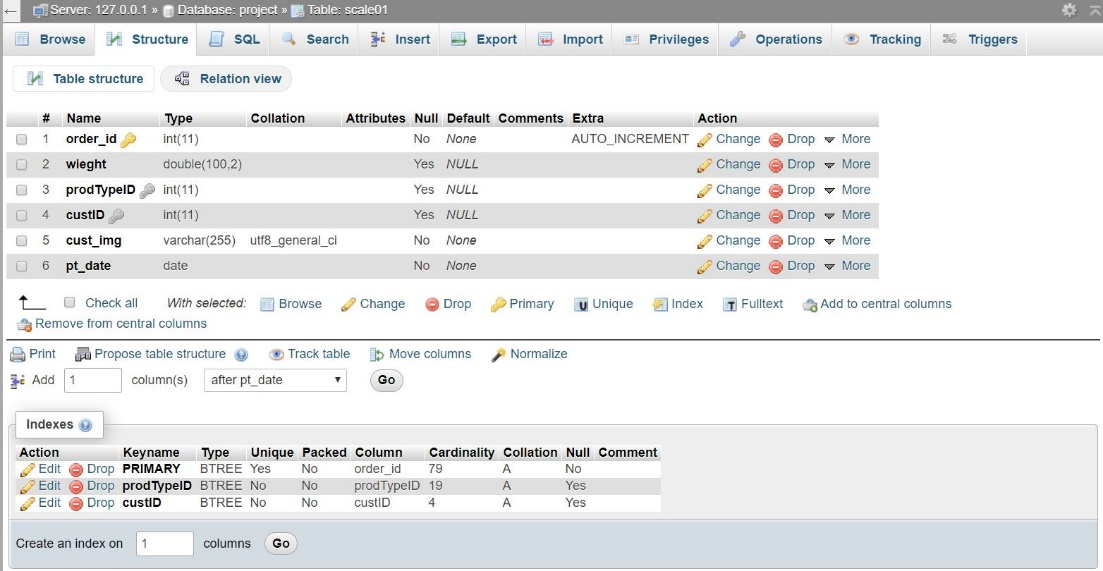 Server: 127.0.0.1 » Database: project » Table: scale01
Browse Structure SQL Search Insert Export Import Privileges Operations Tracking Triggers
Table structure Relation view
# Name Type Collation Attributes Null Default Comments Extra Action
1 order_id int(11) No None AUTO_INCREMENT Change Drop More
2 wieght double(100,2) Yes NULL Change Drop More
3 prodTypeID int(11) Yes NULL Change Drop More
4 custID int(11) Yes NULL Change Drop More
5 cust_img varchar(255) utf8_general_ci No None Change Drop More
6 pt_date date No None Change Drop More
Check all With selected: Browse Change Drop Primary Unique Index Fulltext Add to central columns
Remove from central columns
Print Propose table structure Track table Move columns Normalize
Add 1 column(s) after pt_date Go
Indexes
Action Keyname Type Unique Packed Column Cardinality Collation Null Comment
Edit Drop PRIMARY BTREE Yes No order_id 79 A No
Edit Drop prodTypeID BTREE No No prodTypeID 19 A Yes
Edit Drop custID BTREE No No custID 4 A Yes
Create an index on 1 columns Go